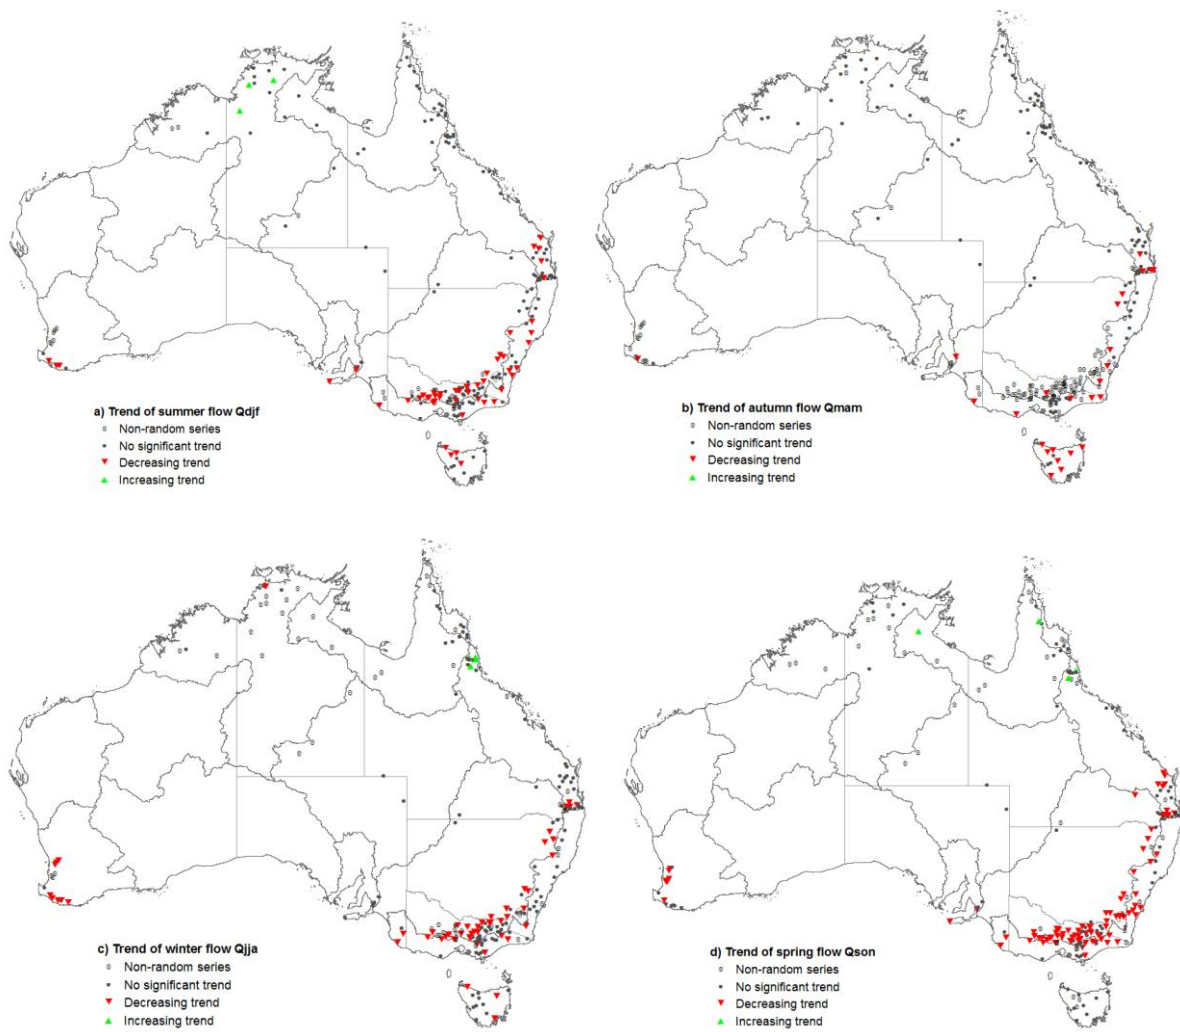 a) Trend of summer flow Qdjf
Non-random series
No significant trend
Decreasing trend
Increasing trend
b) Trend of autumn flow Qmam
Non-random series
No significant trend
Decreasing trend
Increasing trend
c) Trend of winter flow Qjja
Non-random series
No significant trend
Decreasing trend
Increasing trend
d) Trend of spring flow Qson
Non-random series
No significant trend
Decreasing trend
Increasing trend